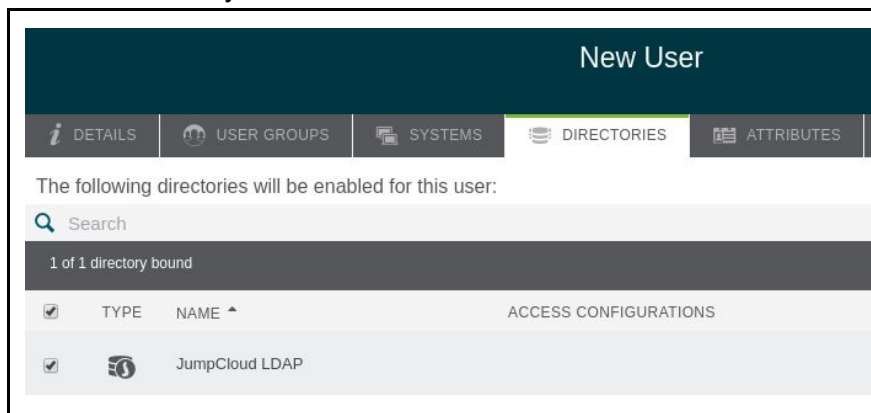 New User
DETAILS USER GROUPS SYSTEMS DIRECTORIES ATTRIBUTES
The following directories will be enabled for this user:
Search
1 of 1 directory bound
TYPE NAME ACCESS CONFIGURATIONS
JumpCloud LDAP